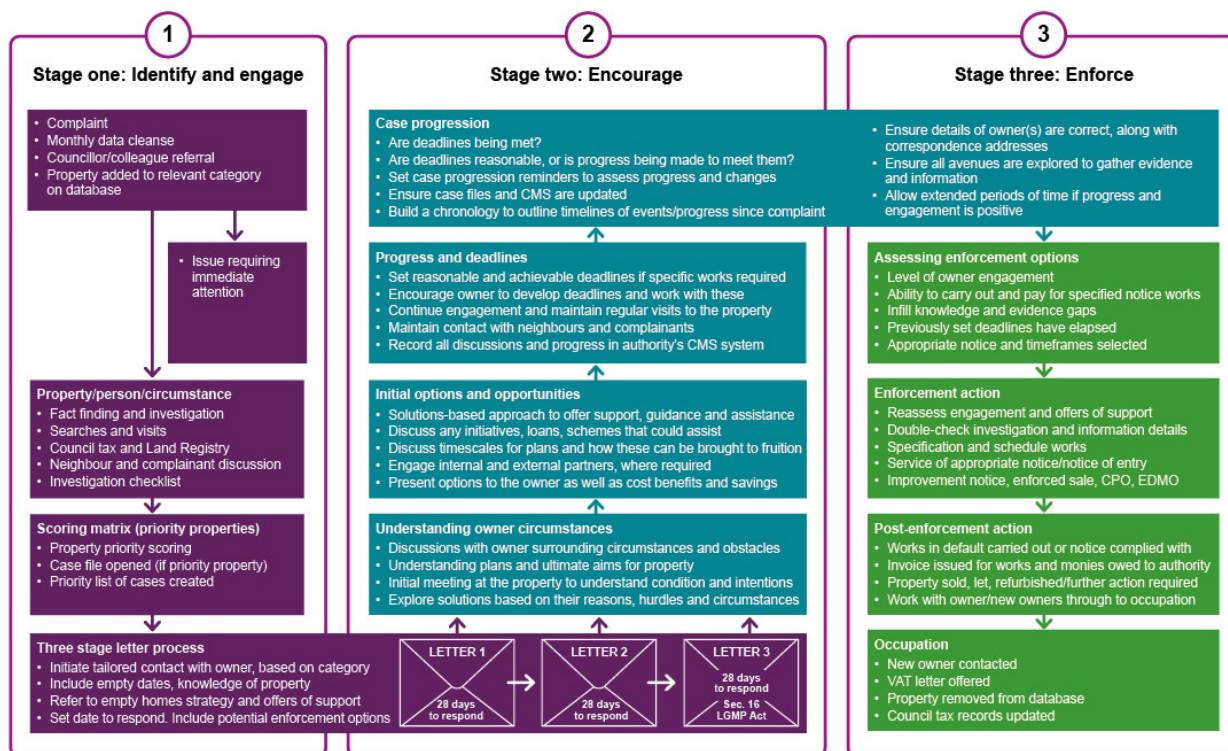 1
Stage one: Identify and engage
• Complaint
• Monthly data cleanse
• Councillor/colleague referral
• Property added to relevant category
on database
• Issue requiring
immediate
attention
Property/person/circumstance
• Fact finding and investigation
• Searches and visits
• Council tax and Land Registry
• Neighbour and complainant discussion
• Investigation checklist
Scoring matrix (priority properties)
• Property priority scoring
• Case file opened (if priority property)
• Priority list of cases created
Three stage letter process
• Initiate tailored contact with owner, based on category
• Include empty dates, knowledge of property
• Refer to empty homes strategy and offers of support
• Set date to respond. Include potential enforcement options
LETTER 1
28 days
to respond
LETTER 2
28 days
to respond
LETTER 3
28 days
to respond
Sec. 16
LGMP Act
2
Stage two: Encourage
Case progression
• Are deadlines being met?
• Are deadlines reasonable, or is progress being made to meet them?
• Set case progression reminders to assess progress and changes
• Ensure case files and CMS are updated
• Build a chronology to outline timelines of events/progress since complaint
• Ensure details of owner(s) are correct, along with
correspondence addresses
• Ensure all avenues are explored to gather evidence
and information
• Allow extended periods of time if progress and
engagement is positive
Progress and deadlines
• Set reasonable and achievable deadlines if specific works required
• Encourage owner to develop deadlines and work with these
• Continue engagement and maintain regular visits to the property
• Maintain contact with neighbours and complainants
• Record all discussions and progress in authority's CMS system
Initial options and opportunities
• Solutions-based approach to offer support, guidance and assistance
• Discuss any initiatives, loans, schemes that could assist
• Discuss timescales for plans and how these can be brought to fruition
• Engage internal and external partners, where required
• Present options to the owner as well as cost benefits and savings
Understanding owner circumstances
• Discussions with owner surrounding circumstances and obstacles
• Understanding plans and ultimate aims for property
• Initial meeting at the property to understand condition and intentions
• Explore solutions based on their reasons, hurdles and circumstances
3
Stage three: Enforce
Assessing enforcement options
• Level of owner engagement
• Ability to carry out and pay for specified notice works
• Infill knowledge and evidence gaps
• Previously set deadlines have elapsed
• Appropriate notice and timeframes selected
Enforcement action
• Reassess engagement and offers of support
• Double-check investigation and information details
• Specification and schedule works
• Service of appropriate notice/notice of entry
• Improvement notice, enforced sale, CPO, EDMO
Post-enforcement action
• Works in default carried out or notice complied with
• Invoice issued for works and monies owed to authority
• Property sold, let, refurbished/further action required
• Work with owner/new owners through to occupation
Occupation
• New owner contacted
• VAT letter offered
• Property removed from database
• Council tax records updated